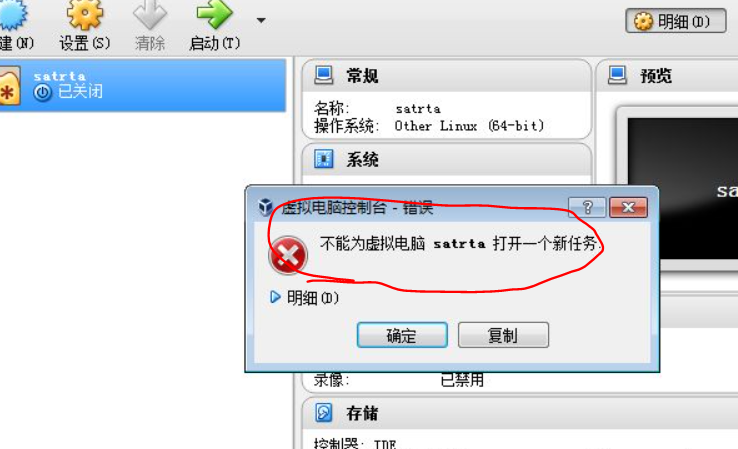 建(N) 设置(S) 清除 启动(T) 明细(D)
satrta
已关闭
常规
名称: satrta
操作系统: Other Linux (64-bit)
系统
预览
sa
虚拟电脑控制台 - 错误
不能为虚拟电脑 satrta 打开一个新任务.
明细(D)
确定 复制
录像: 已禁用
存储
控制器: IDE